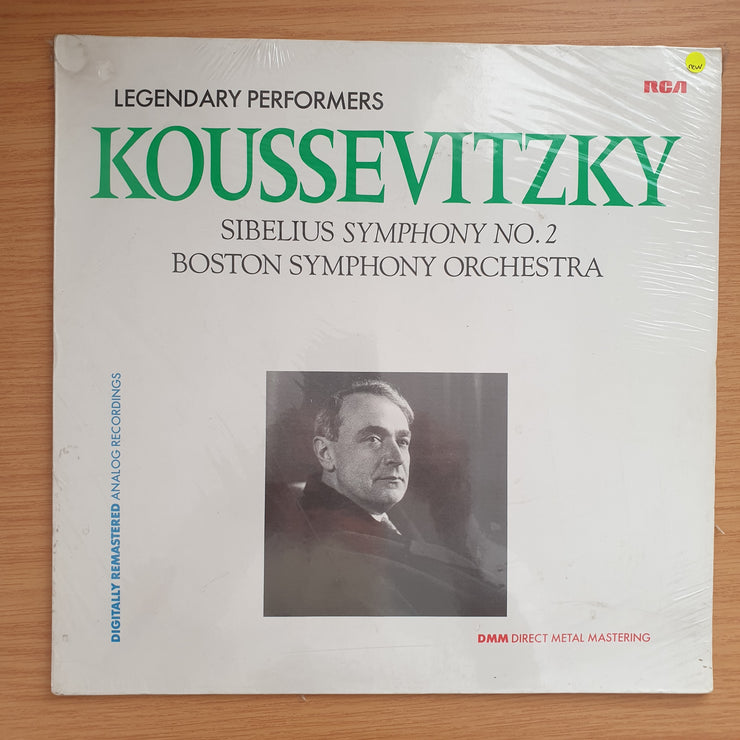 new
RCA
LEGENDARY PERFORMERS
KOUSSEVITZKY
SIBELIUS SYMPHONY NO. 2
BOSTON SYMPHONY ORCHESTRA
DIGITALLY REMASTERED ANALOG RECORDINGS
DMM DIRECT METAL MASTERING